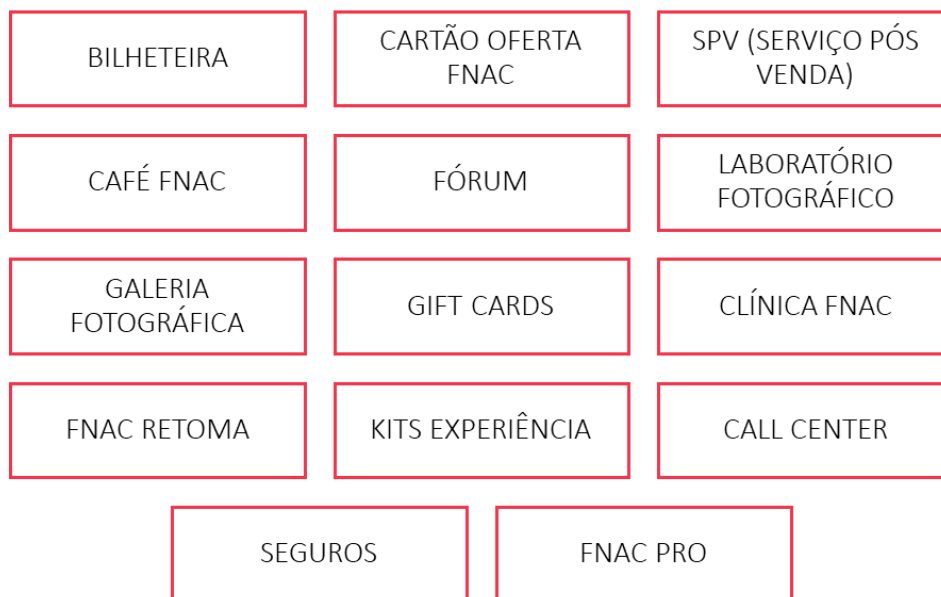 BILHETEIRA
CARTÃO OFERTA
FNAC
SPV (SERVIÇO PÓS
VENDA)
CAFÉ FNAC
FÓRUM
LABORATÓRIO
FOTOGRÁFICO
GALERIA
FOTOGRÁFICA
GIFT CARDS
CLÍNICA FNAC
FNAC RETOMA
KITS EXPERIÊNCIA
CALL CENTER
SEGUROS
FNAC PRO